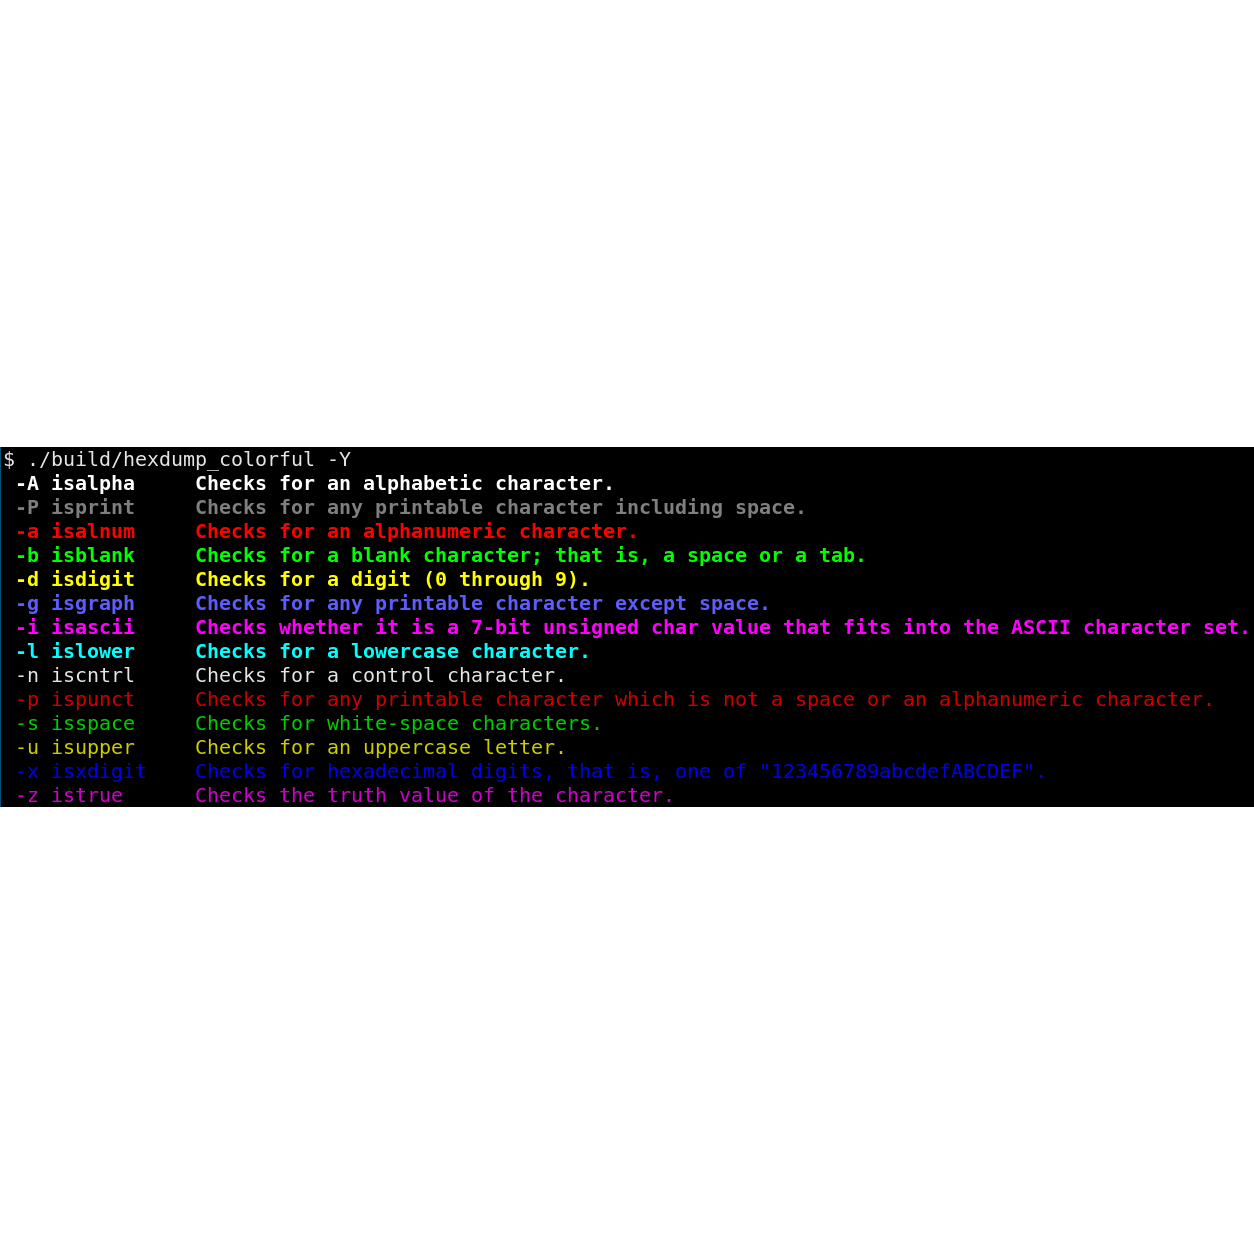 $ ./build/hexdump_colorful -Y
-A isalpha     Checks for an alphabetic character.
-P isprint     Checks for any printable character including space.
-a isalnum     Checks for an alphanumeric character.
-b isblank     Checks for a blank character; that is, a space or a tab.
-d isdigit     Checks for a digit (0 through 9).
-g isgraph     Checks for any printable character except space.
-i isascii     Checks whether it is a 7-bit unsigned char value that fits into the ASCII character set.
-l islower     Checks for a lowercase character.
-n iscntrl     Checks for a control character.
-p ispunct     Checks for any printable character which is not a space or an alphanumeric character.
-s isspace     Checks for white-space characters.
-u isupper     Checks for an uppercase letter.
-x isxdigit    Checks for hexadecimal digits, that is, one of "123456789abcdefABCDEF".
-z istrue      Checks the truth value of the character.